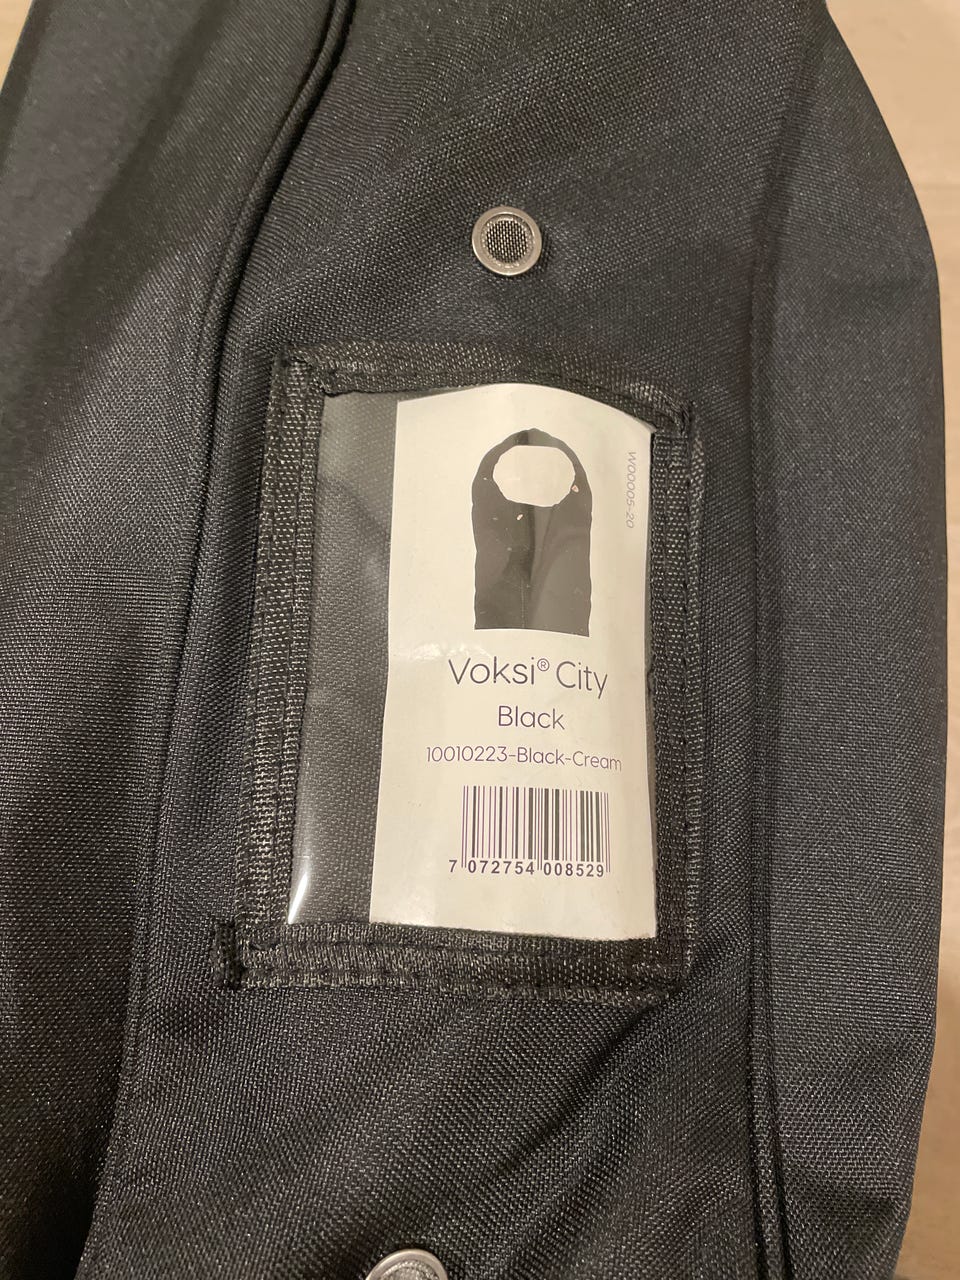 W00005-20
Voksi® City
Black
10010223-Black-Cream
7 072754 008529